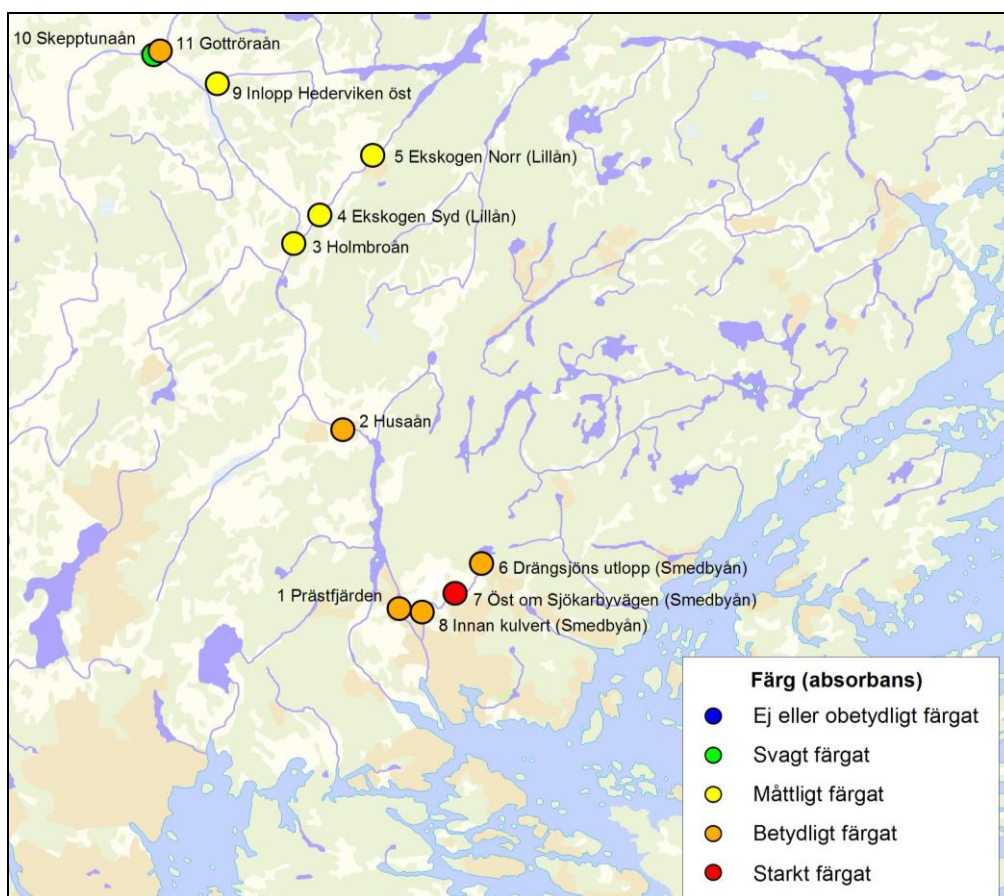 10 Skepptunaån
11 Gottröraån
9 Inlopp Hederviken öst
5 Ekskogen Norr (Lillån)
4 Ekskogen Syd (Lillån)
3 Holmbroån
2 Husaån
6 Drängsjöns utlopp (Smedbyån)
1 Prästfjärden
7 Öst om Sjökarbyvägen (Smedbyån)
8 Innan kulvert (Smedbyån)
Färg (absorbans)
Ej eller obetydligt färgat
Svagt färgat
Måttligt färgat
Betydligt färgat
Starkt färgat